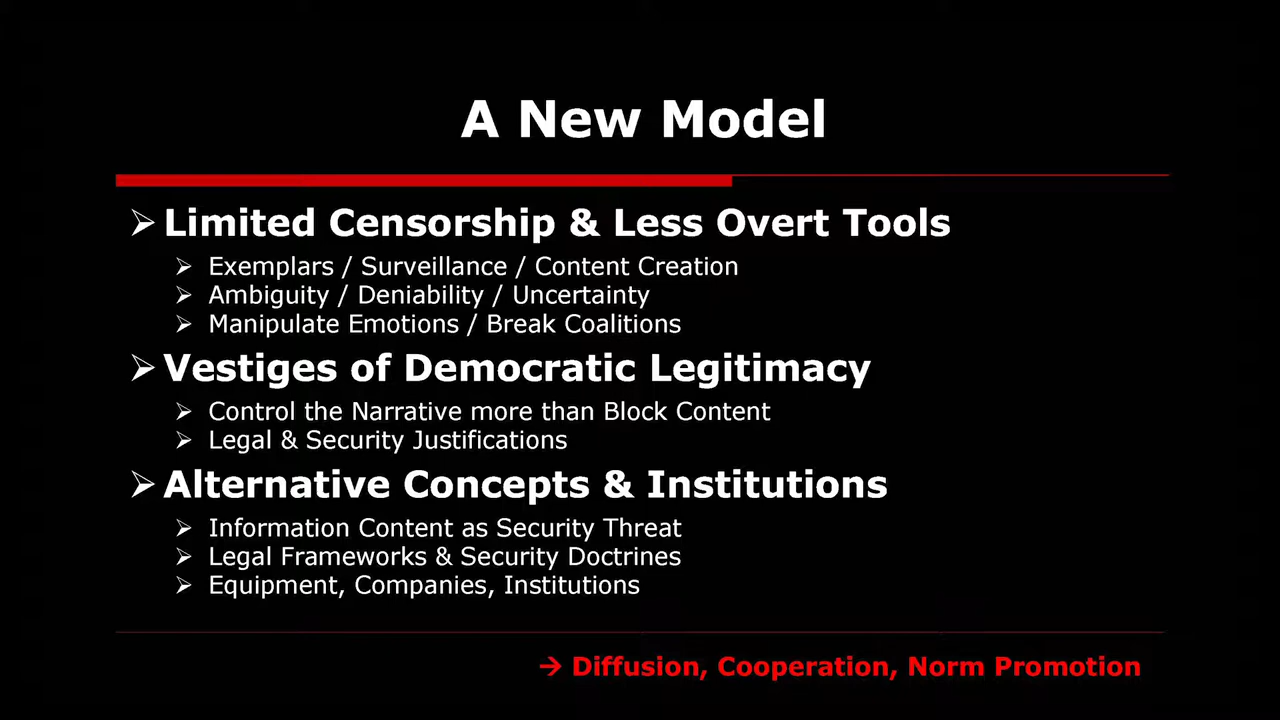 A New Model
➢ Limited Censorship & Less Overt Tools
➢ Exemplars / Surveillance / Content Creation
➢ Ambiguity / Deniability / Uncertainty
➢ Manipulate Emotions / Break Coalitions
➢ Vestiges of Democratic Legitimacy
➢ Control the Narrative more than Block Content
➢ Legal & Security Justifications
➢ Alternative Concepts & Institutions
➢ Information Content as Security Threat
➢ Legal Frameworks & Security Doctrines
➢ Equipment, Companies, Institutions
→ Diffusion, Cooperation, Norm Promotion